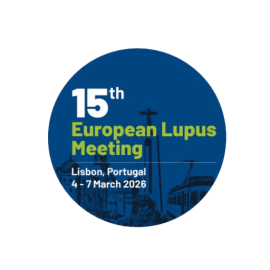 15th
European Lupus
Meeting
Lisbon, Portugal
4 - 7 March 2026